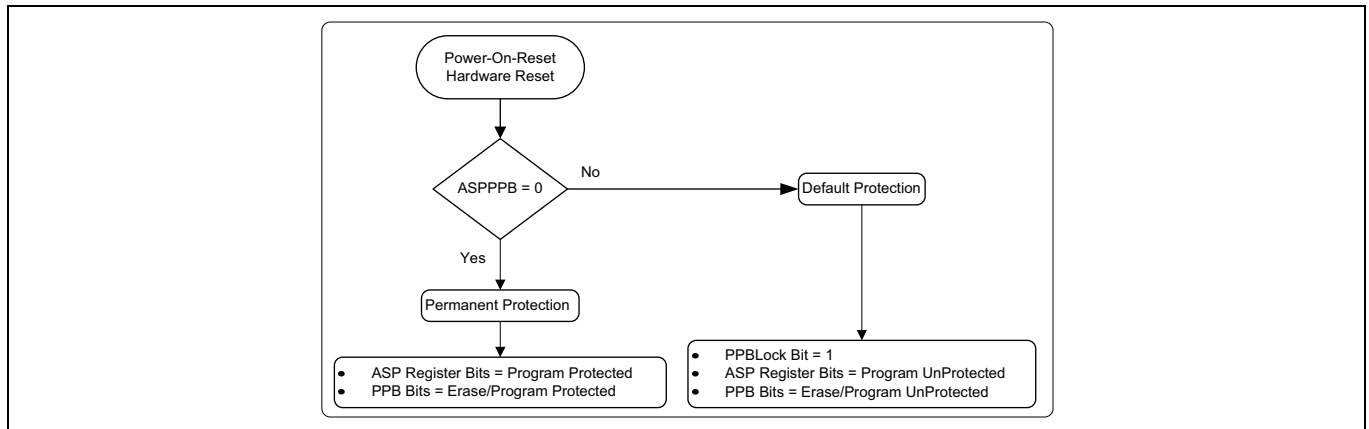 Power-On-Reset
Hardware Reset
ASPPPB = 0
No
Default Protection
Yes
Permanent Protection
• ASP Register Bits = Program Protected
• PPB Bits = Erase/Program Protected
• PPBLock Bit = 1
• ASP Register Bits = Program UnProtected
• PPB Bits = Erase/Program UnProtected